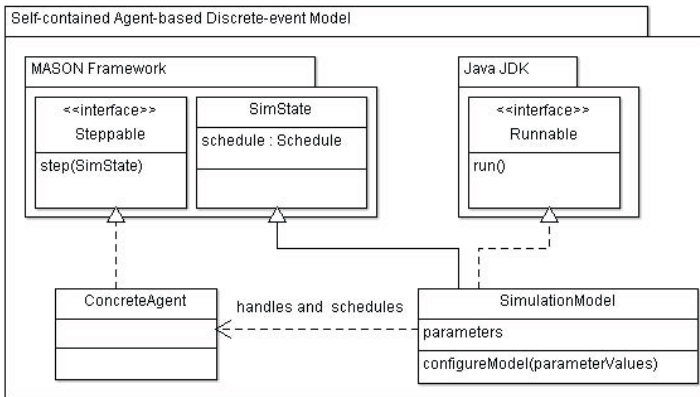 Self-contained Agent-based Discrete-event Model
MASON Framework
Java JDK
<<interface>>
Steppable
step(SimState)
SimState
schedule : Schedule
<<interface>>
Runnable
run()
ConcreteAgent
handles and schedules
SimulationModel
parameters
configureModel(parameterValues)